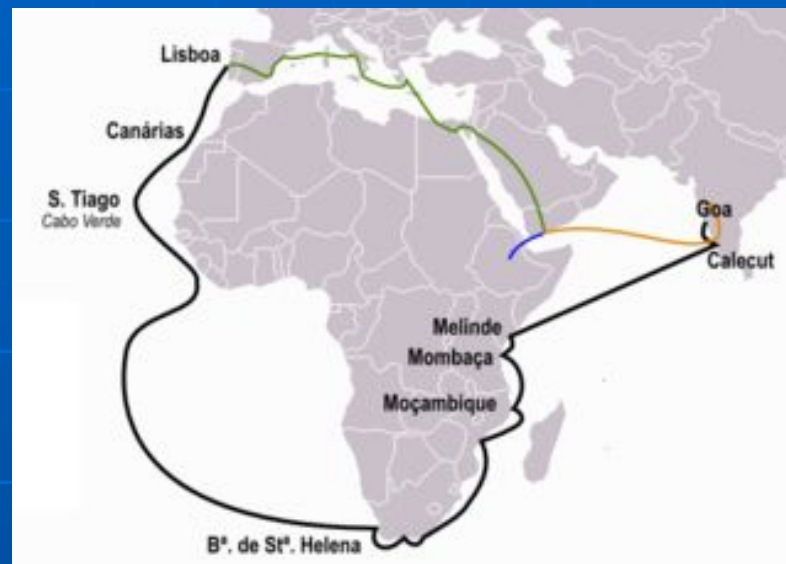 Lisboa
Canárias
S. Tiago
Cabo Verde
Goa
Calecut
Melinde
Mombaça
Moçambique
Bª. de Stª. Helena